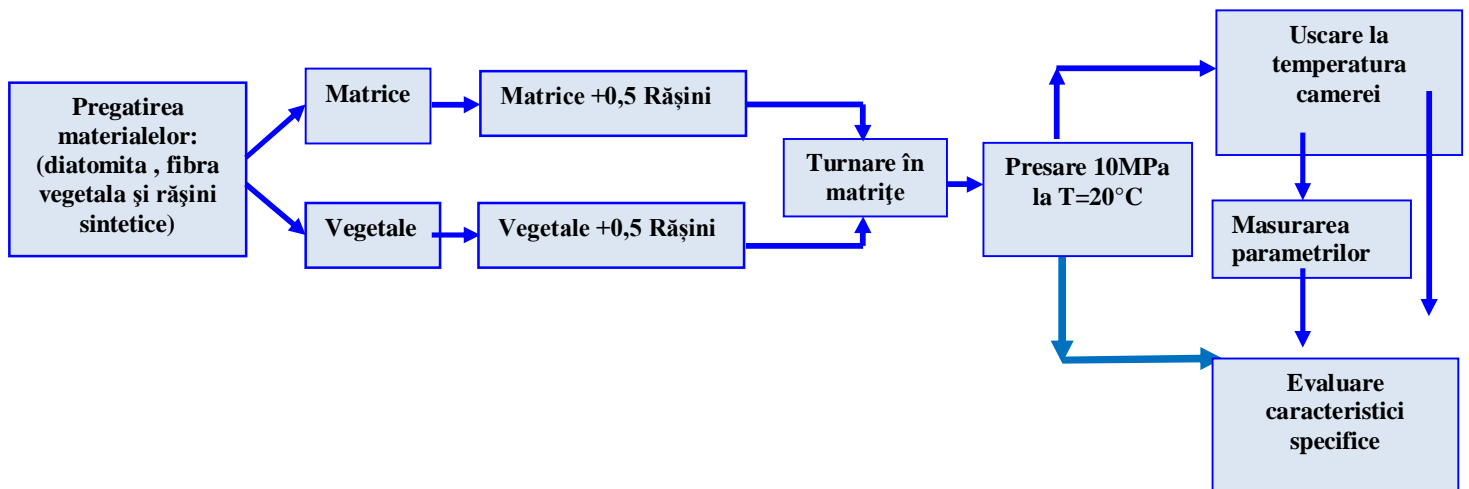 Pregatirea
materialelor:
(diatomita , fibra
vegetala şi răşini
sintetice)
Matrice
Matrice +0,5 Rășini
Vegetale
Vegetale +0,5 Rășini
Turnare în
matriţe
Presare 10MPa
la T=20°C
Uscare la
temperatura
camerei
Masurarea
parametrilor
Evaluare
caracteristici
specifice